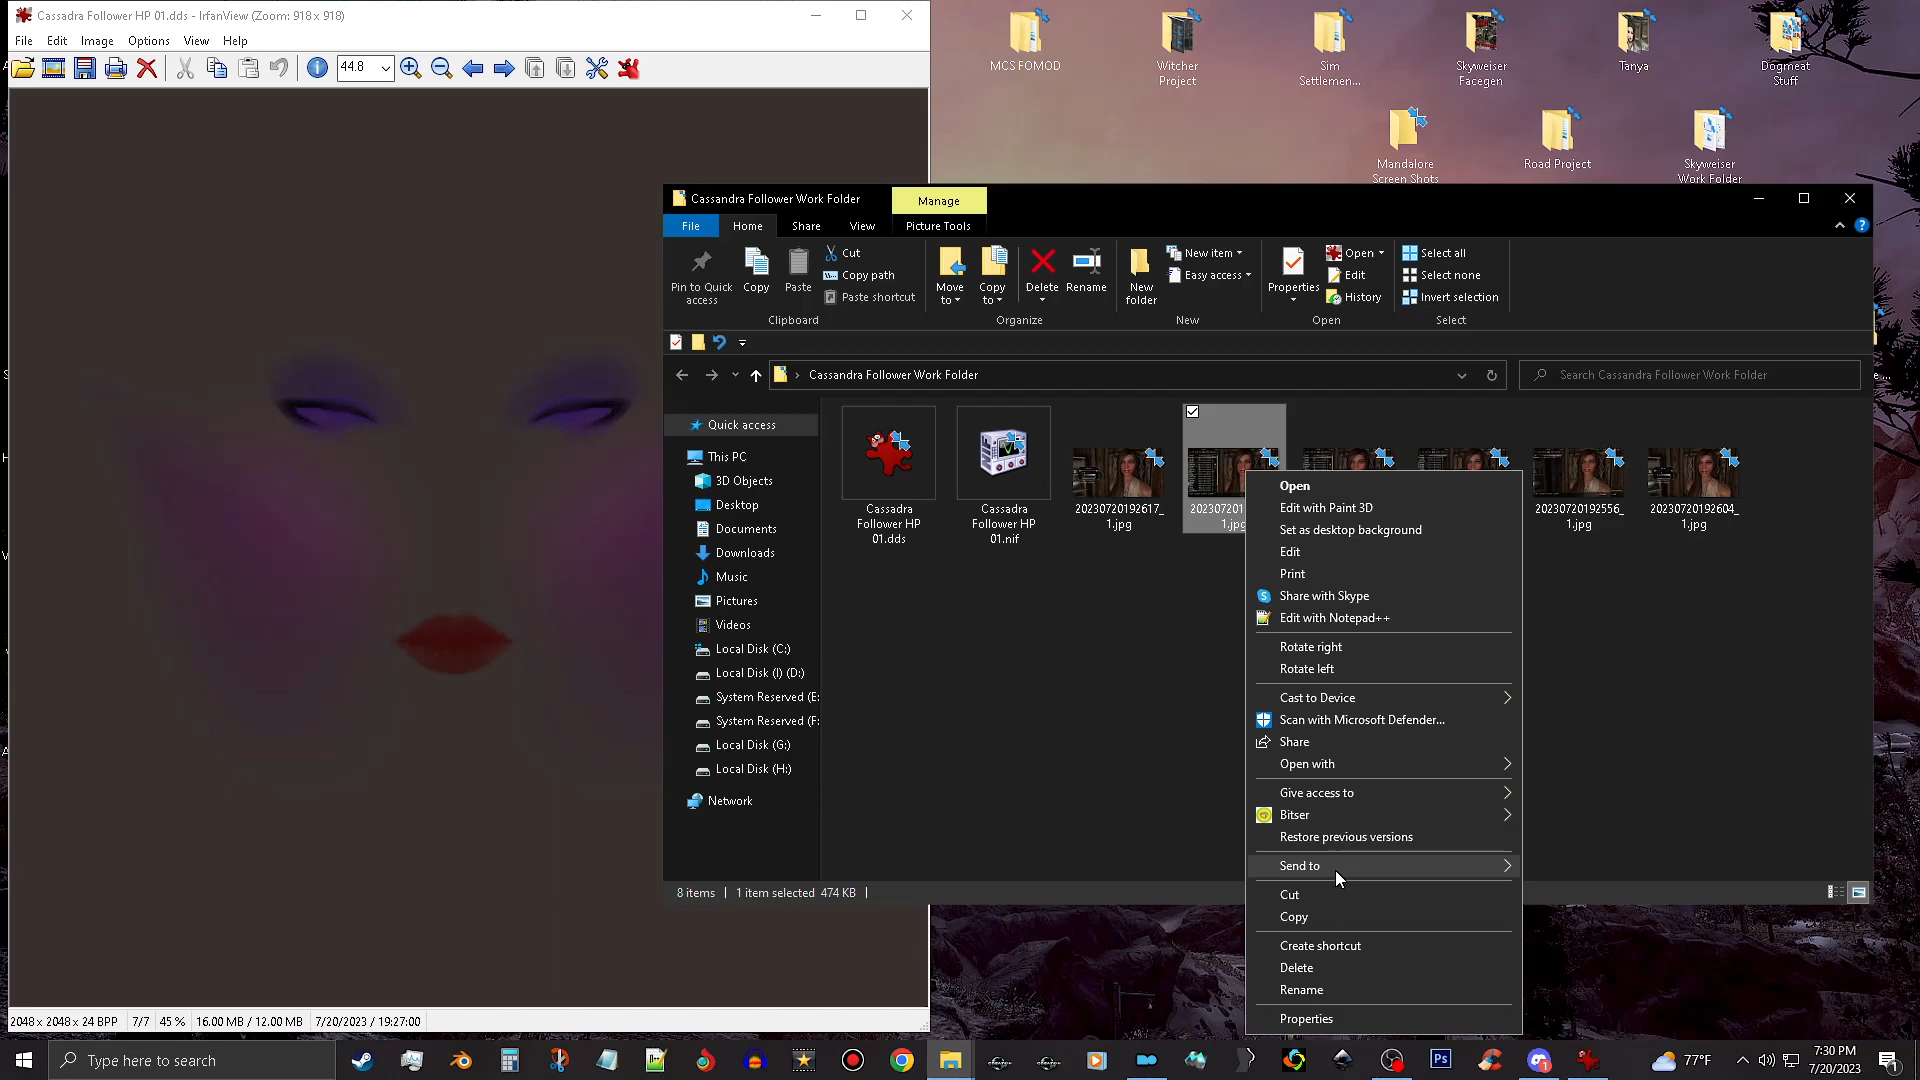 Cassadra Follower HP 01.dds - IrfanView (Zoom: 918 x 918)
File Edit Image Options View Help
44.8
2048 x 2048 x 24 BPP 7/7 45 % 16.00 MB / 12.00 MB 7/20/2023 / 19:27:00
MCS FOMOD
Witcher
Project
Sim
Settlemen...
Skyweiser
Facegen
Tanya
Dogmeat
Stuff
Mandalore
Screen Shots
Road Project
Skyweiser
Work Folder
Cassandra Follower Work Folder
Manage
File Home Share View Picture Tools
Pin to Quick
access
Copy
Paste
Cut
Copy path
Paste shortcut
Clipboard
Move
to
Copy
to
Delete
Rename
Organize
New
folder
New item
Easy access
New
Properties
Open
Edit
History
Open
Select all
Select none
Invert selection
Select
Cassandra Follower Work Folder
Search Cassandra Follower Work Folder
Quick access
This PC
3D Objects
Desktop
Documents
Downloads
Music
Pictures
Videos
Local Disk (C:)
Local Disk (I) (D:)
System Reserved (E:
System Reserved (F:
Local Disk (G:)
Local Disk (H:)
Network
Cassadra
Follower HP
01.dds
Cassadra
Follower HP
01.nif
20230720192617_
1.jpg
202307201
1.jpg
20230720192556_
1.jpg
20230720192604_
1.jpg
8 items 1 item selected 474 KB
Open
Edit with Paint 3D
Set as desktop background
Edit
Print
Share with Skype
Edit with Notepad++
Rotate right
Rotate left
Cast to Device
Scan with Microsoft Defender...
Share
Open with
Give access to
Bitser
Restore previous versions
Send to
Cut
Copy
Create shortcut
Delete
Rename
Properties
Type here to search
Ps
77°F
7:30 PM
7/20/2023
1